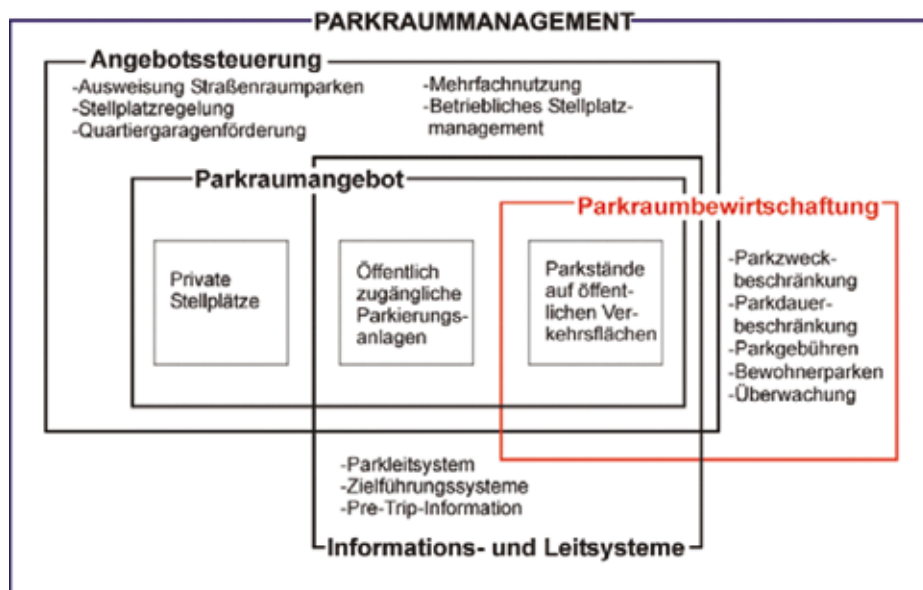 PARKRAUMMANAGEMENT
Angebotssteuerung
-Ausweisung Straßenraumparken
-Stellplatzregelung
-Quartiergaragenförderung
-Mehrfachnutzung
-Betriebliches Stellplatz-
management
Parkraumangebot
Parkraumbewirtschaftung
Private
Stellplätze
Öffentlich
zugängliche
Parkierungs-
anlagen
Parkstände
auf öffent-
lichen Ver-
kehrsflächen
-Parkzweck-
beschränkung
-Parkdauer-
beschränkung
-Parkgebühren
-Bewohnerparken
-Überwachung
-Parkleitsystem
-Zielführungssysteme
-Pre-Trip-Information
Informations- und Leitsysteme